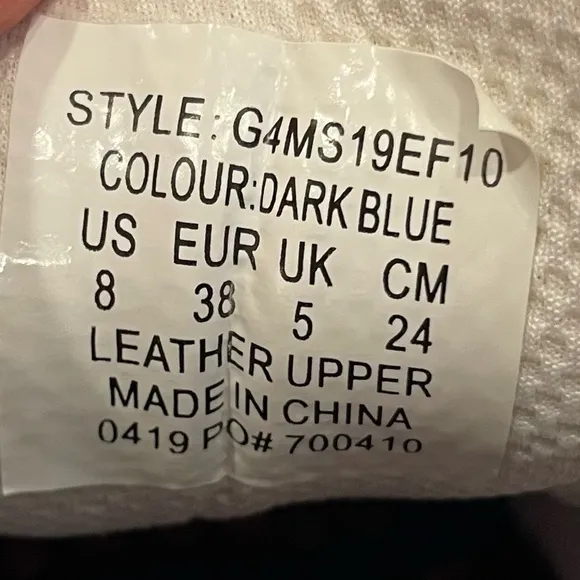 STYLE: G4MS19EF10
COLOUR:DARK BLUE
US EUR UK CM
8 38 5 24
LEATHER UPPER
MADE IN CHINA
0419 PO# 700410